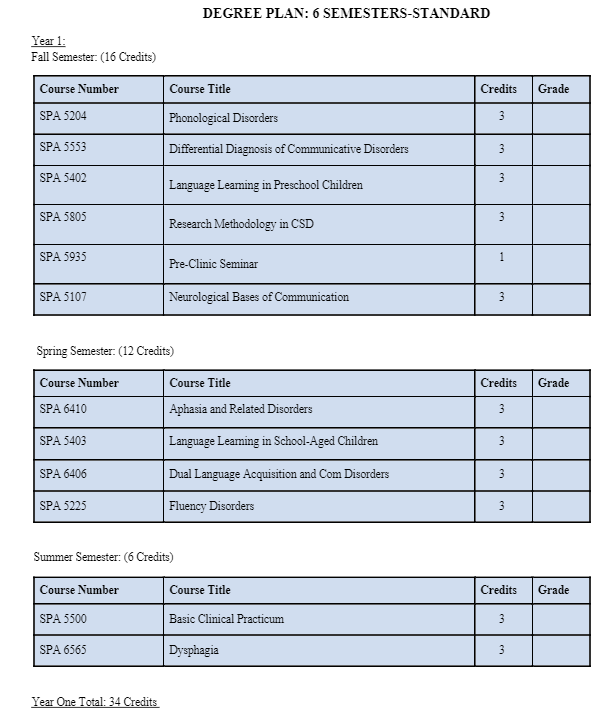 DEGREE PLAN: 6 SEMESTERS-STANDARD
Year 1:
Fall Semester: (16 Credits)
Course Number Course Title Credits Grade
SPA 5204 Phonological Disorders 3
SPA 5553 Differential Diagnosis of Communicative Disorders 3
SPA 5402 Language Learning in Preschool Children 3
SPA 5805 Research Methodology in CSD 3
SPA 5935 Pre-Clinic Seminar 1
SPA 5107 Neurological Bases of Communication 3
Spring Semester: (12 Credits)
Course Number Course Title Credits Grade
SPA 6410 Aphasia and Related Disorders 3
SPA 5403 Language Learning in School-Aged Children 3
SPA 6406 Dual Language Acquisition and Com Disorders 3
SPA 5225 Fluency Disorders 3
Summer Semester: (6 Credits)
Course Number Course Title Credits Grade
SPA 5500 Basic Clinical Practicum 3
SPA 6565 Dysphagia 3
Year One Total: 34 Credits